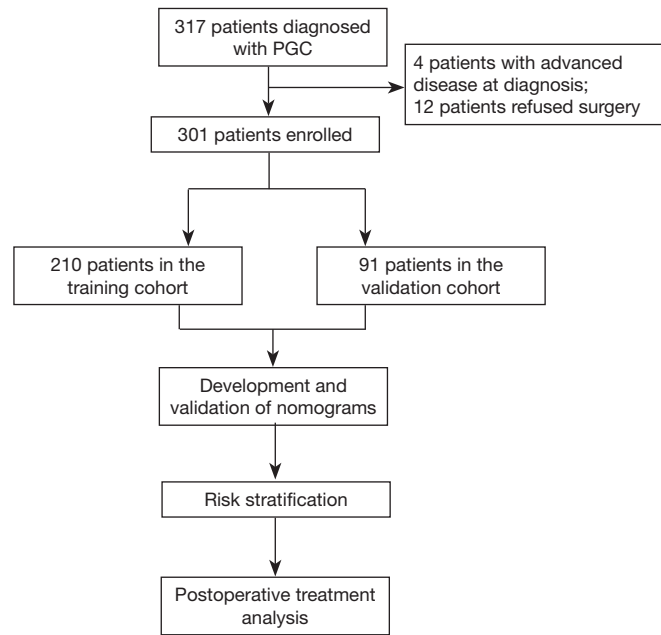 317 patients diagnosed
with PGC
4 patients with advanced
disease at diagnosis;
12 patients refused surgery
301 patients enrolled
210 patients in the
training cohort
91 patients in the
validation cohort
Development and
validation of nomograms
Risk stratification
Postoperative treatment
analysis